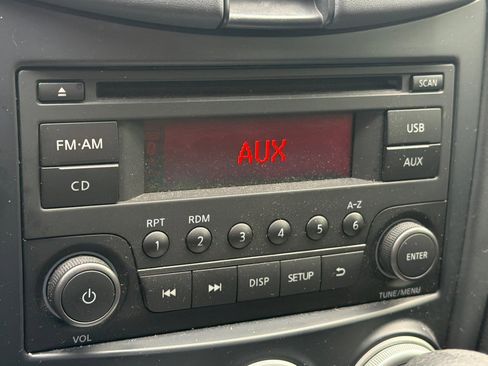 SCAN
FM·AM
AUX
USB
CD
AUX
RPT RDM A-Z
1 2 3 4 5 6
DISP SETUP ENTER
VOL
TUNE/MENU